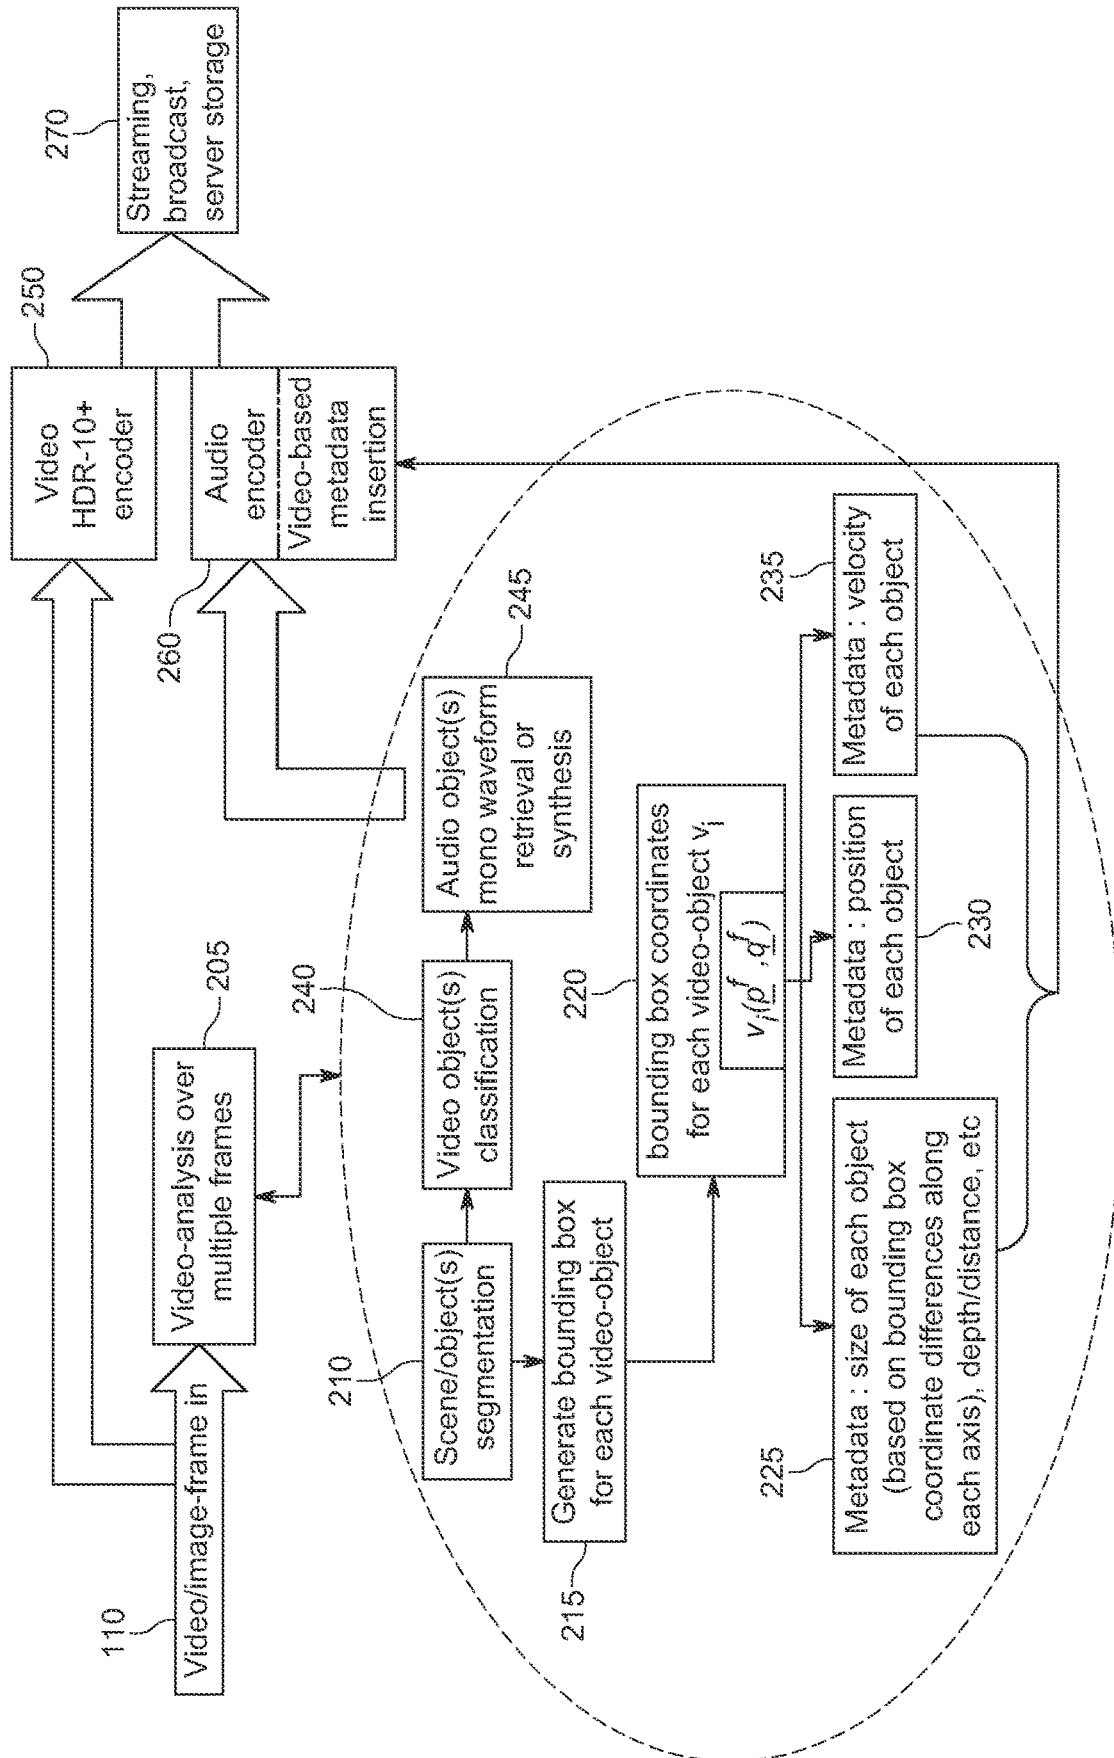 110
Video/image-frame in
205
Video-analysis over
multiple frames
250
Video
HDR-10+
encoder
260
Audio
encoder
Video-based
metadata
insertion
270
Streaming,
broadcast,
server storage
210
Scene/object(s)
segmentation
240
Video object(s)
classification
245
Audio object(s)
mono waveform
retrieval or
synthesis
215
Generate bounding box
for each video-object
220
bounding box coordinates
for each video-object vj
vi(pf,qf)
225
Metadata : size of each object
(based on bounding box
coordinate differences along
each axis), depth/distance, etc
230
Metadata : position
of each object
235
Metadata : velocity
of each object